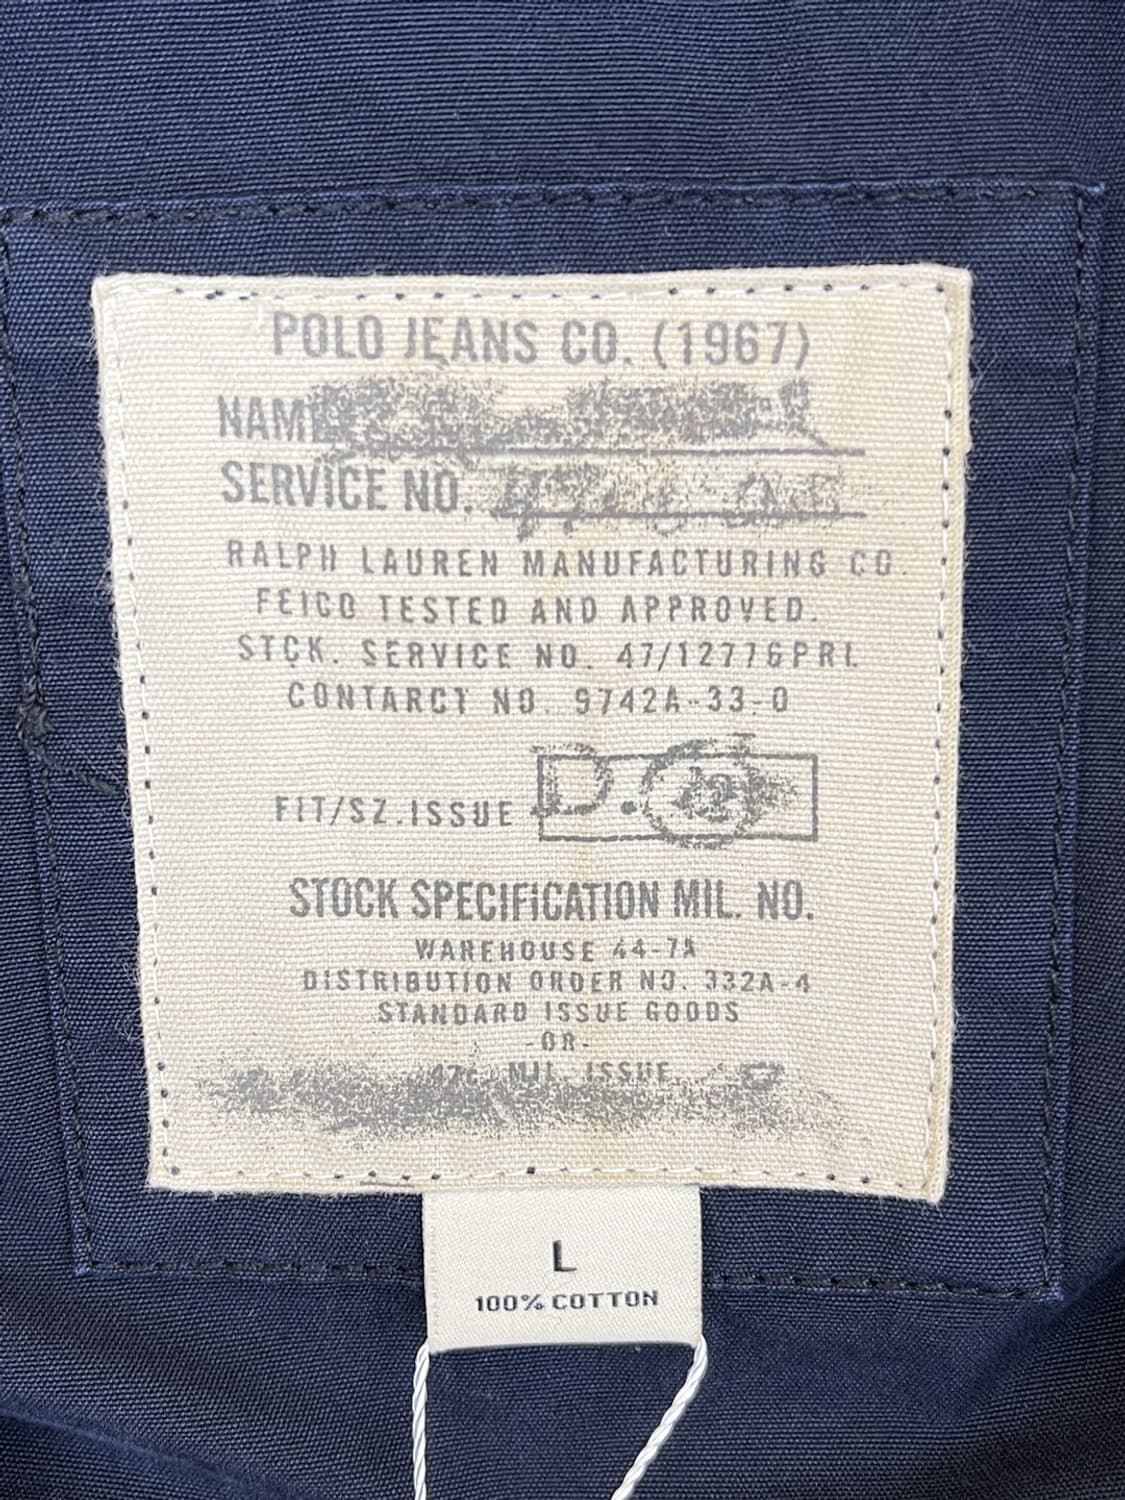 POLO JEANS CO. (1967)
NAME
SERVICE NO.
RALPH LAUREN MANUFACTURING CO.
FEICO TESTED AND APPROVED.
STCK. SERVICE NO. 47/12776PRL
CONTARCT NO. 9742A-33-0
FIT/SZ.ISSUE D.42
STOCK SPECIFICATION MIL. NO.
WAREHOUSE 44-7A
DISTRIBUTION ORDER NO. 332A-4
STANDARD ISSUE GOODS
-OR-
MIL. ISSUE
L
100% COTTON